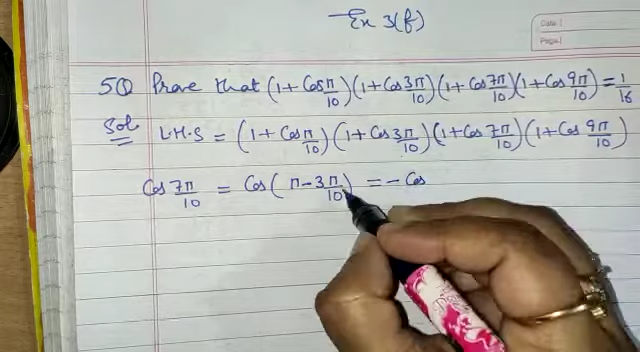 Ex 3(f)
Date:
Page:
5Q Prove that (1 + Cos π/10)(1 + Cos 3π/10)(1 + Cos 7π/10)(1 + Cos 9π/10) = 1/16
Sol L.H.S = (1 + Cos π/10)(1 + Cos 3π/10)(1 + Cos 7π/10)(1 + Cos 9π/10)
Cos 7π/10 = Cos(π - 3π/10) = - Cos